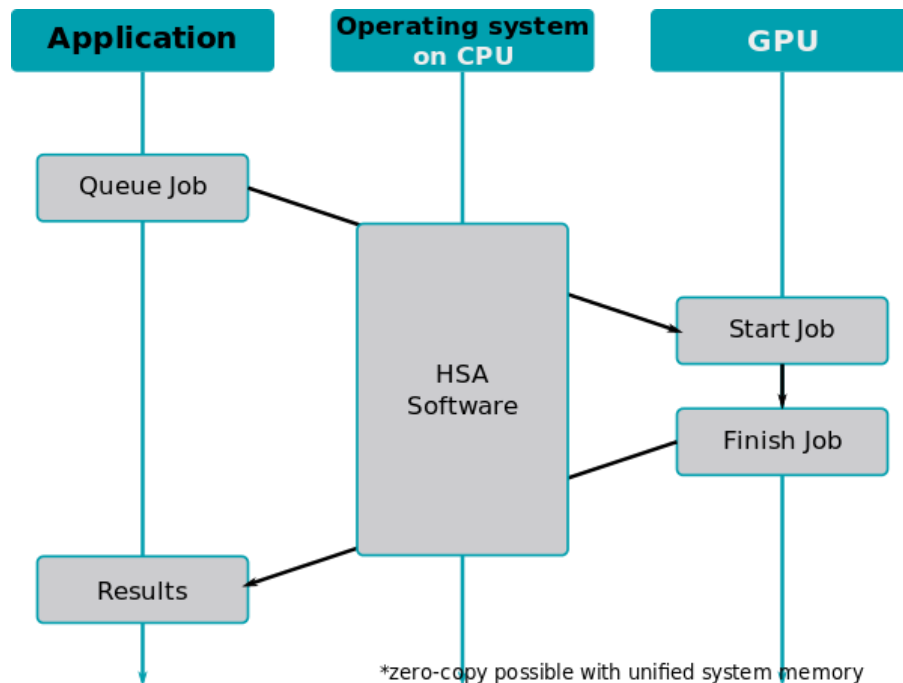 Application
Operating system
on CPU
GPU
Queue Job
HSA
Software
Start Job
Finish Job
Results
*zero-copy possible with unified system memory